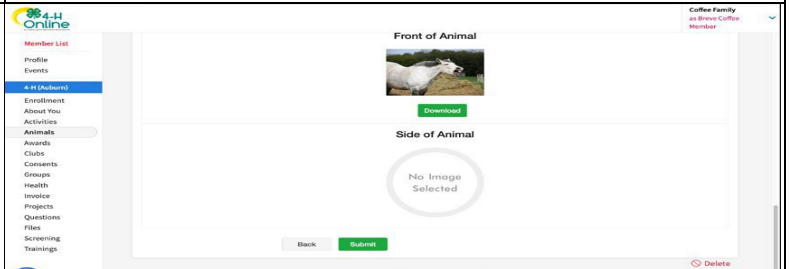 4-H
Online
Coffee Family
as Breve Coffee
Member
Member List
Profile
Events
4-H (Auburn)
Enrollment
About You
Activities
Animals
Awards
Clubs
Consents
Groups
Health
Invoice
Projects
Questions
Files
Screening
Trainings
Front of Animal
Download
Side of Animal
No Image
Selected
Back
Submit
Delete